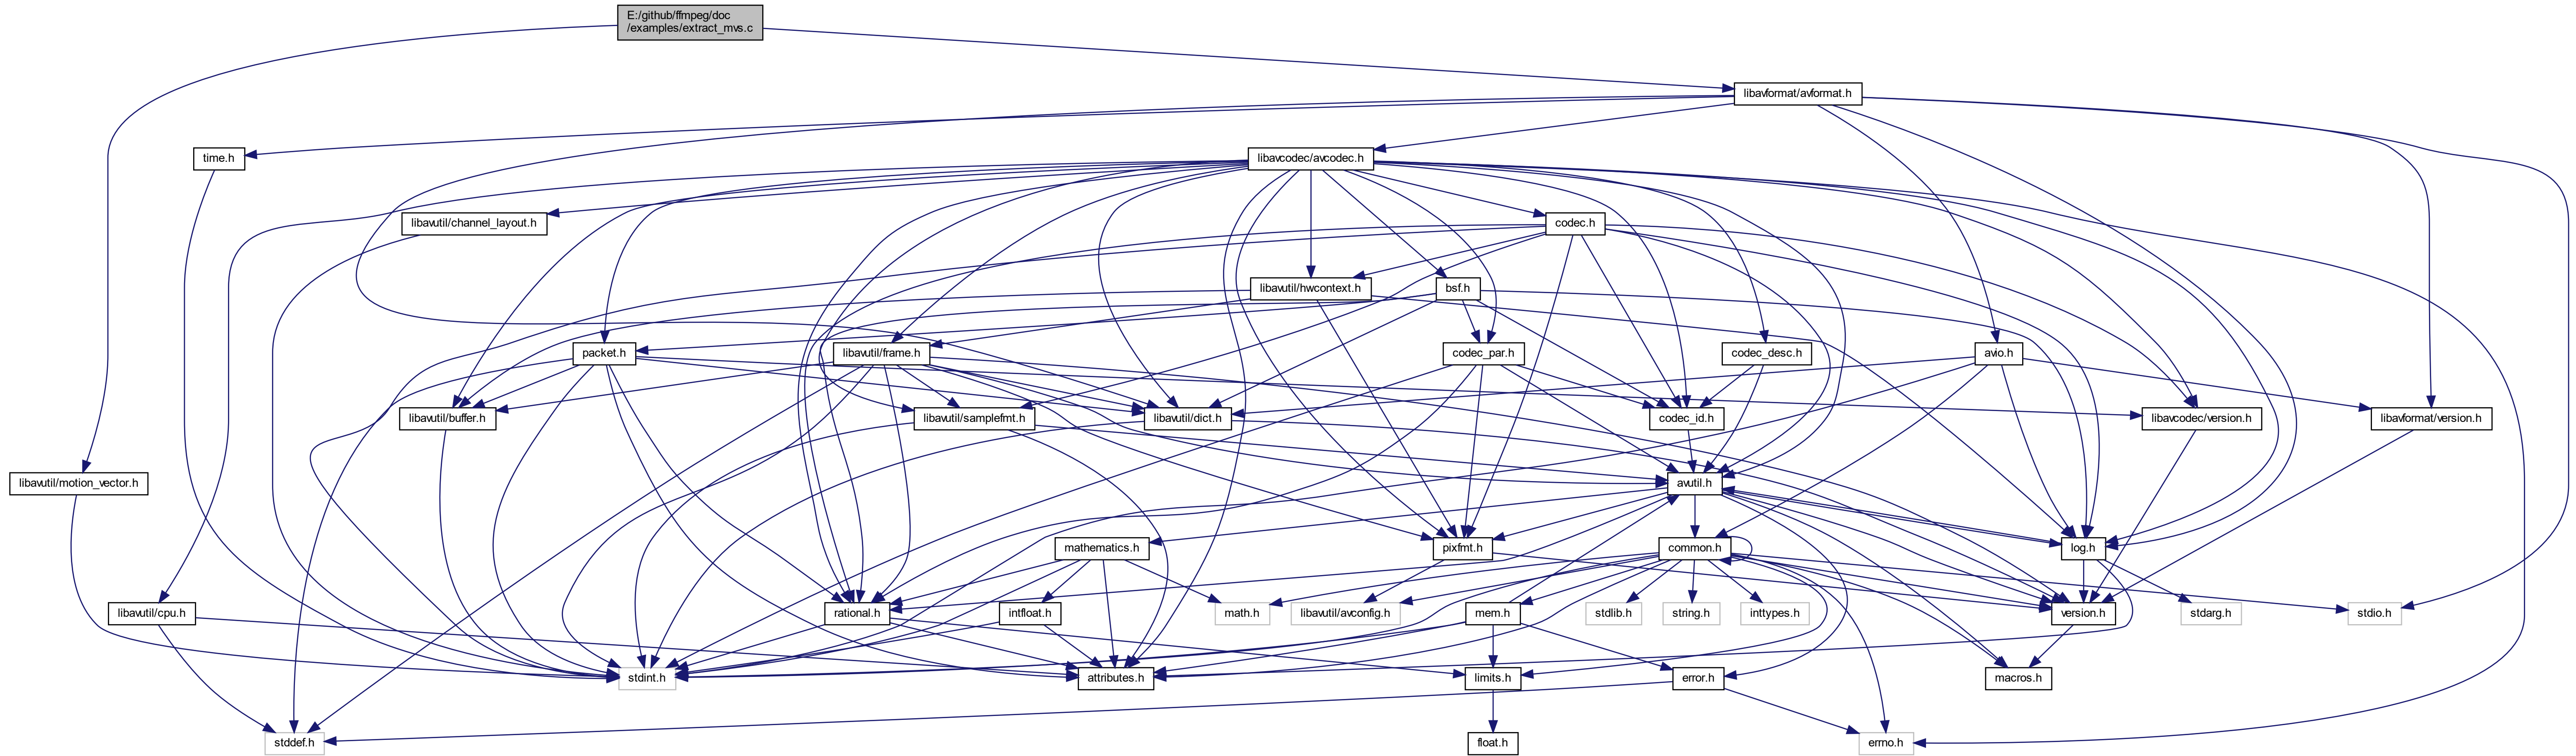 E:/github/ffmpeg/doc
/examples/extract_mvs.c
libavformat/avformat.h
time.h
libavcodec/avcodec.h
libavutil/channel_layout.h
codec.h
libavutil/hwcontext.h
bsf.h
packet.h
libavutil/frame.h
codec_par.h
codec_desc.h
avio.h
libavutil/buffer.h
libavutil/samplefmt.h
libavutil/dict.h
codec_id.h
libavcodec/version.h
libavformat/version.h
libavutil/motion_vector.h
avutil.h
mathematics.h
pixfmt.h
common.h
log.h
libavutil/cpu.h
rational.h
intfloat.h
math.h
libavutil/avconfig.h
mem.h
stdlib.h
string.h
inttypes.h
version.h
stdarg.h
stdio.h
stdint.h
attributes.h
limits.h
error.h
macros.h
stddef.h
float.h
errno.h